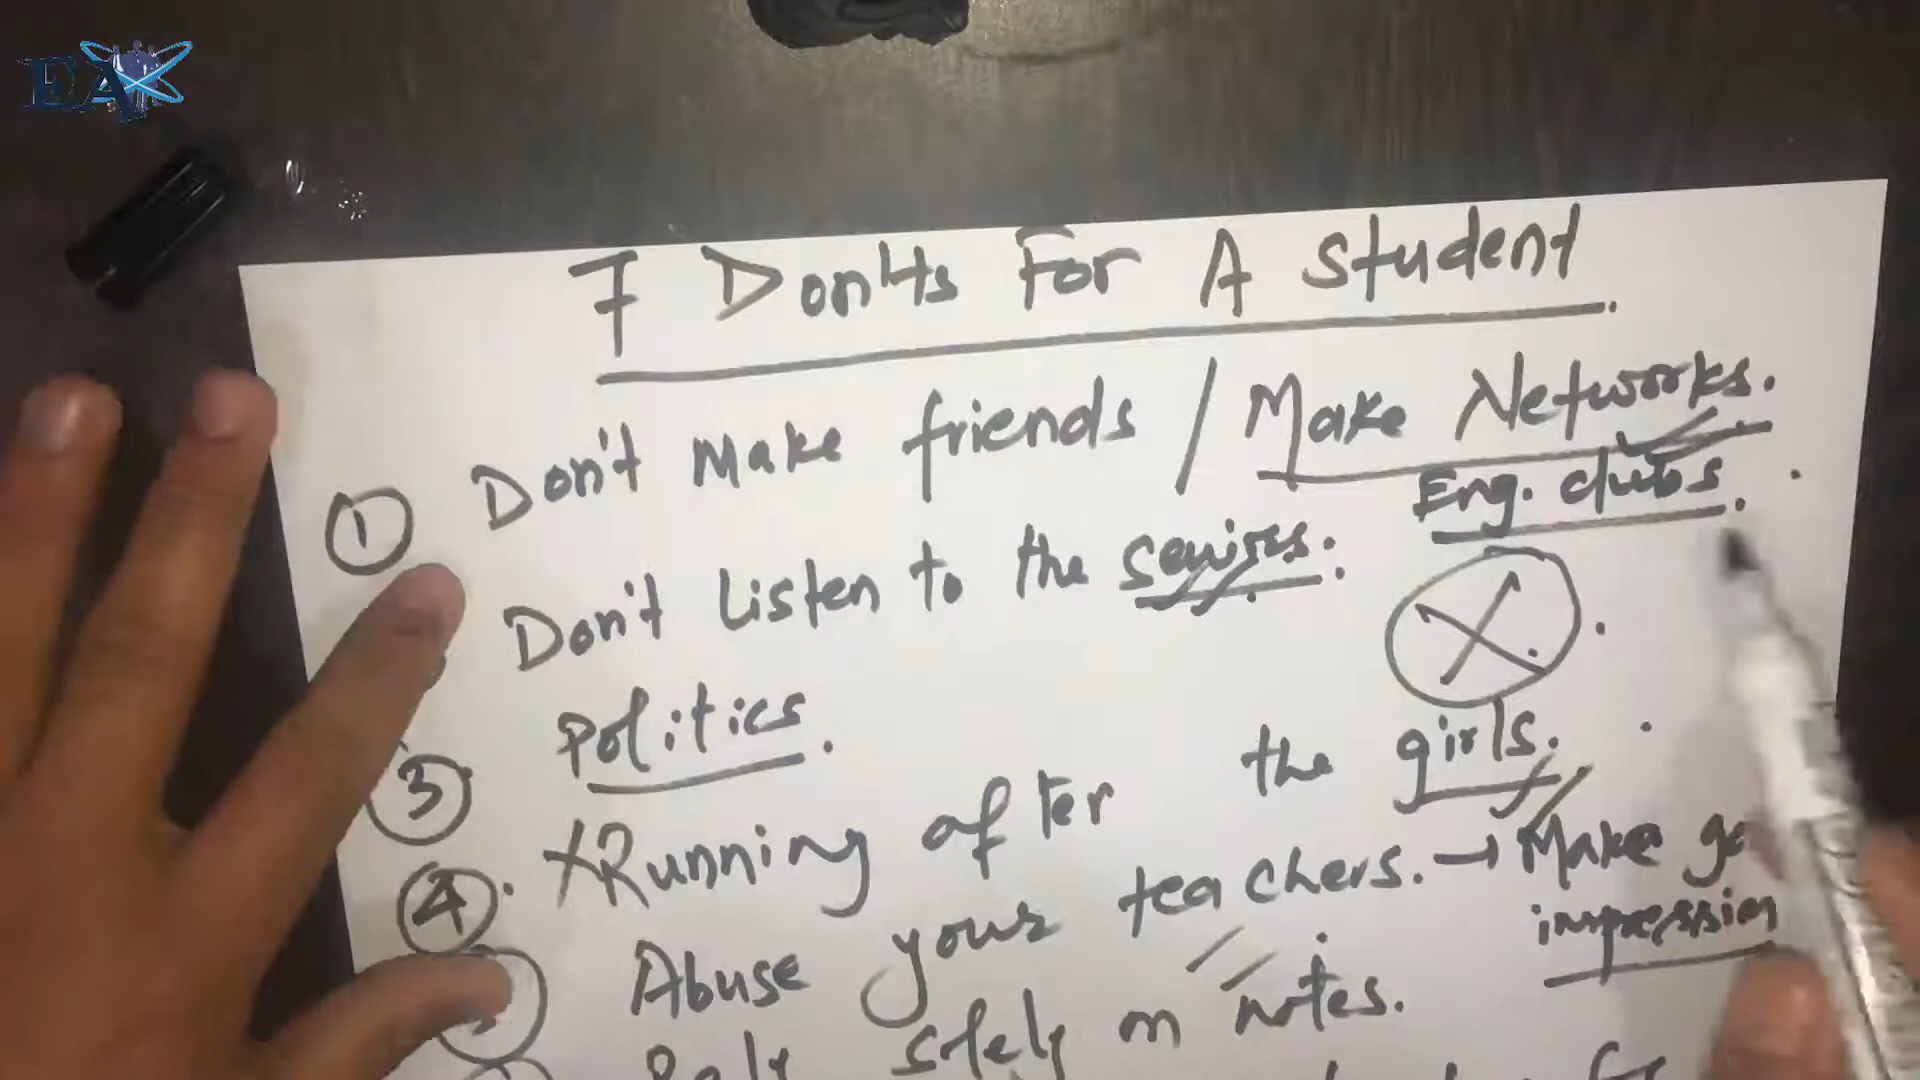 EA
7 Don'ts For A Student
① Don't Make friends / Make Networks.
Eng. clubs.
Don't Listen to the seniors.
③ Politics.
④ Running after the girls.
Abuse your teachers. → Make
impression
Rely solely on notes.